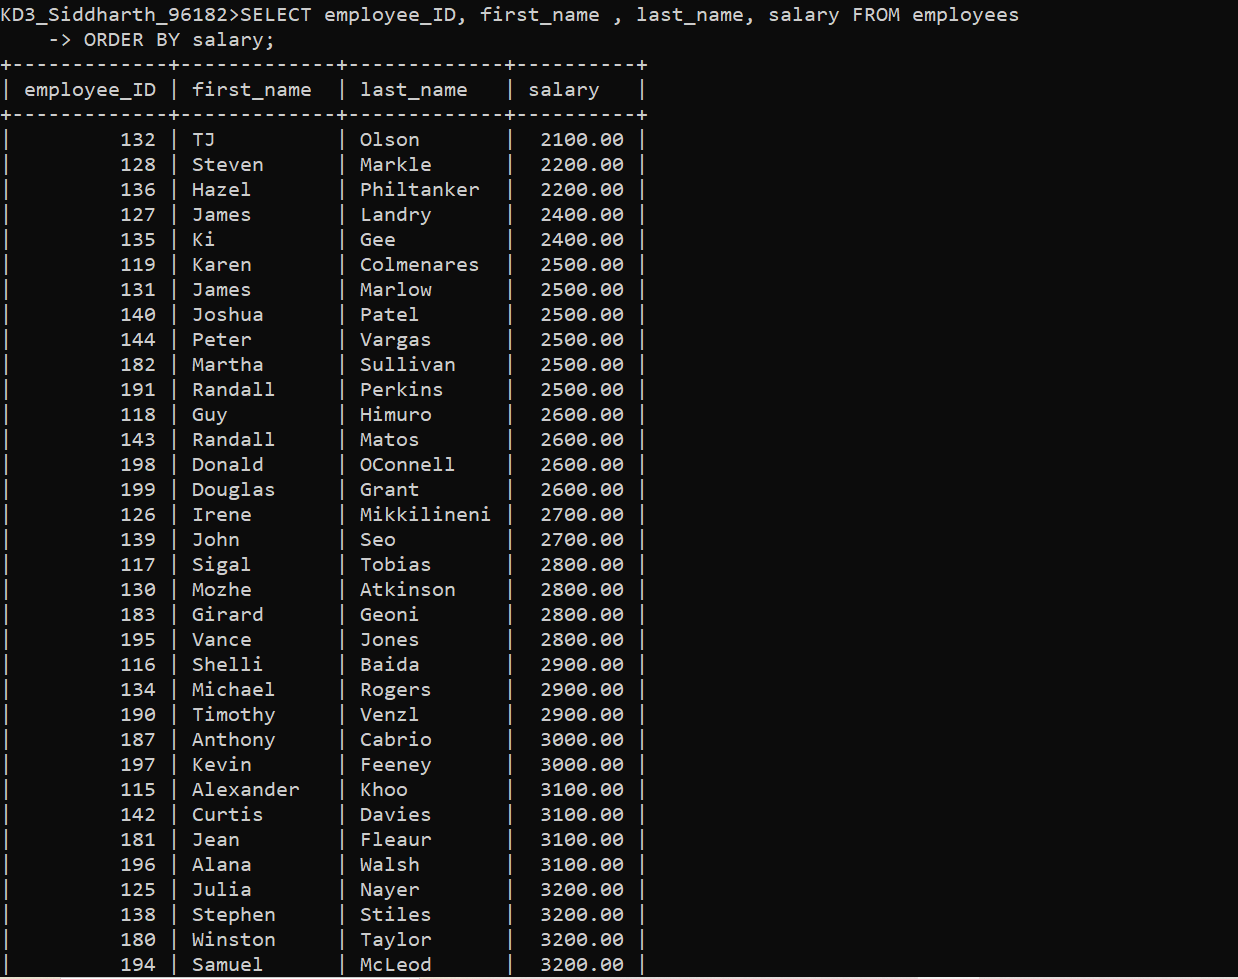 KD3_Siddharth_96182>SELECT employee_ID, first_name , last_name, salary FROM employees
    -> ORDER BY salary;
+-------------+-------------+-------------+----------+
| employee_ID | first_name  | last_name   | salary   |
+-------------+-------------+-------------+----------+
|         132 | TJ          | Olson       |  2100.00 |
|         128 | Steven      | Markle      |  2200.00 |
|         136 | Hazel       | Philtanker  |  2200.00 |
|         127 | James       | Landry      |  2400.00 |
|         135 | Ki          | Gee         |  2400.00 |
|         119 | Karen       | Colmenares  |  2500.00 |
|         131 | James       | Marlow      |  2500.00 |
|         140 | Joshua      | Patel       |  2500.00 |
|         144 | Peter       | Vargas      |  2500.00 |
|         182 | Martha      | Sullivan    |  2500.00 |
|         191 | Randall     | Perkins     |  2500.00 |
|         118 | Guy         | Himuro      |  2600.00 |
|         143 | Randall     | Matos       |  2600.00 |
|         198 | Donald      | OConnell    |  2600.00 |
|         199 | Douglas     | Grant       |  2600.00 |
|         126 | Irene       | Mikkilineni |  2700.00 |
|         139 | John        | Seo         |  2700.00 |
|         117 | Sigal       | Tobias      |  2800.00 |
|         130 | Mozhe       | Atkinson    |  2800.00 |
|         183 | Girard      | Geoni       |  2800.00 |
|         195 | Vance       | Jones       |  2800.00 |
|         116 | Shelli      | Baida       |  2900.00 |
|         134 | Michael     | Rogers      |  2900.00 |
|         190 | Timothy     | Venzl       |  2900.00 |
|         187 | Anthony     | Cabrio      |  3000.00 |
|         197 | Kevin       | Feeney      |  3000.00 |
|         115 | Alexander   | Khoo        |  3100.00 |
|         142 | Curtis      | Davies      |  3100.00 |
|         181 | Jean        | Fleaur      |  3100.00 |
|         196 | Alana       | Walsh       |  3100.00 |
|         125 | Julia       | Nayer       |  3200.00 |
|         138 | Stephen     | Stiles      |  3200.00 |
|         180 | Winston     | Taylor      |  3200.00 |
|         194 | Samuel      | McLeod      |  3200.00 |